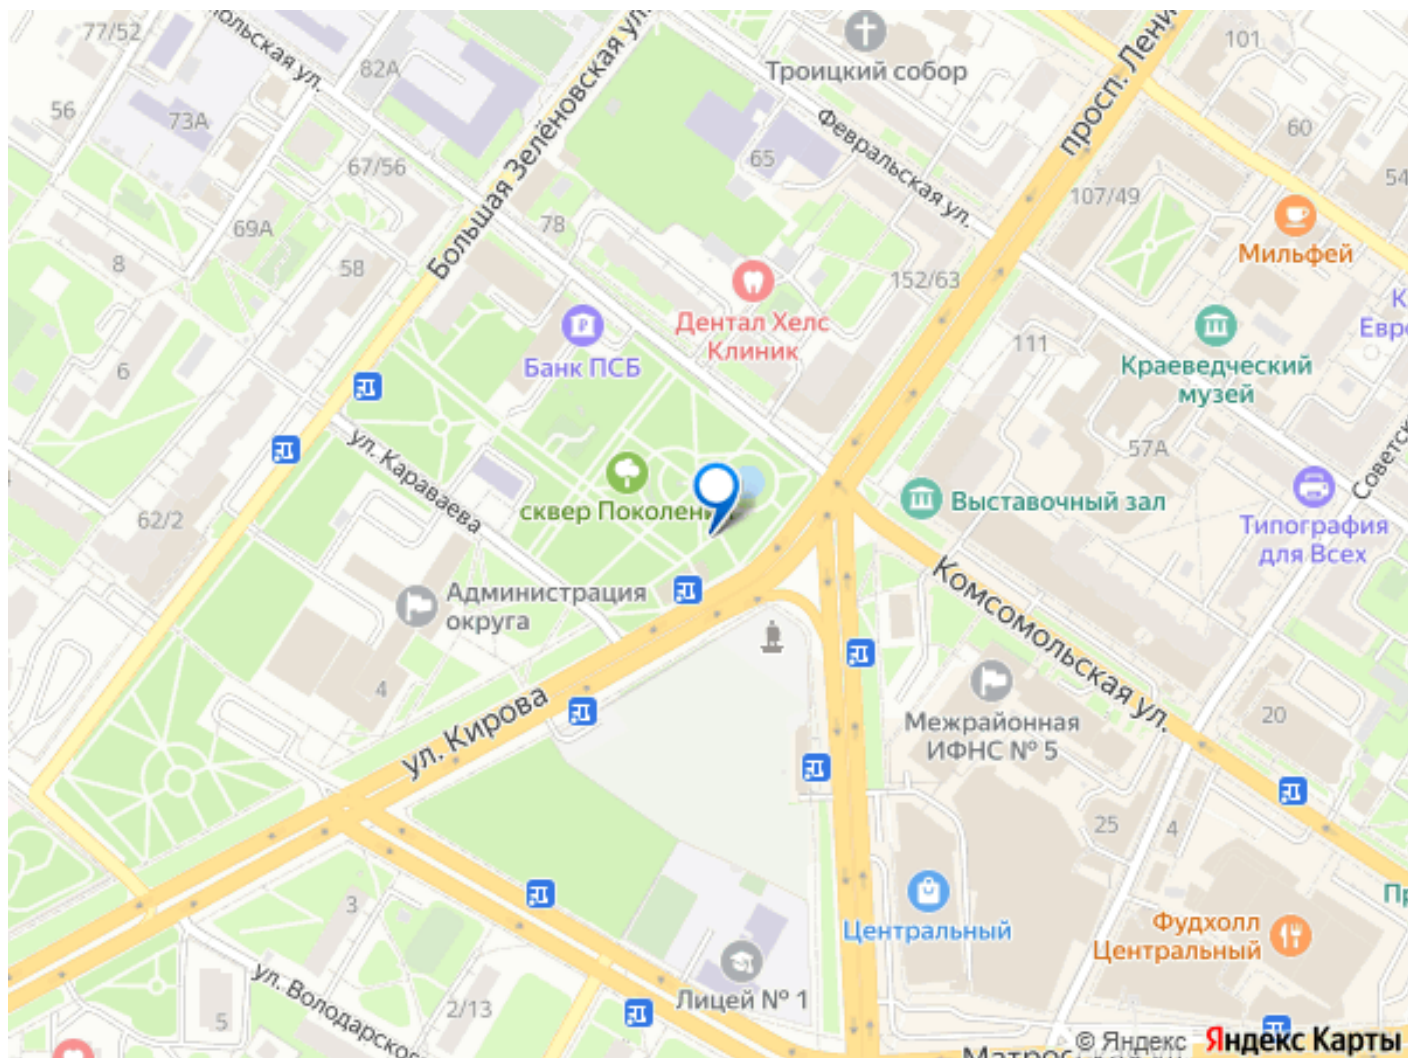 77/52
польская ул.
82А
56
73А
67/56
69А
8
58
6
62/2
Большая Зелёновская ул.
Троицкий собор
Февральская ул.
65
78
просп. Лени
101
60
54
107/49
Мильфей
152/63
Дентал Хелс
Клиник
Банк ПСБ
111
Краеведческий
музей
К
Евр
57А
Советск
сквер Поколени
ул. Караваева
Выставочный зал
Типография
для Всех
Администрация
округа
4
ул. Кирова
Комсомольская ул.
Межрайонная
ИФНС № 5
20
25
4
Центральный
Фудхолл
Центральный
Пр
3
ул. Володарско
5
2/13
Лицей № 1
© Яндекс
Яндекс Карты